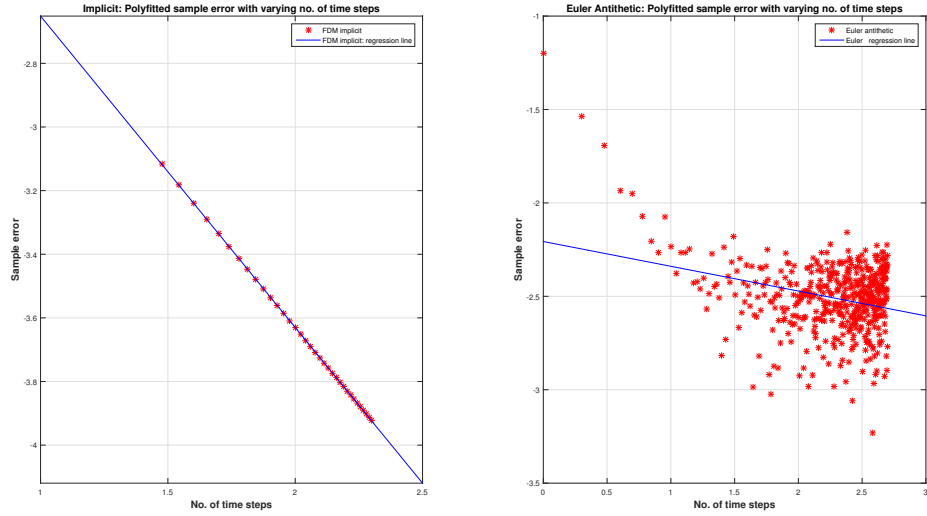 Implicit: Polyfitted sample error with varying no. of time steps
FDM implicit
FDM implicit: regression line
-2.8
-3
-3.2
-3.4
-3.6
-3.8
-4
Sample error
1
1.5
2
2.5
No. of time steps
Euler Antithetic: Polyfitted sample error with varying no. of time steps
Euler antithetic
Euler regression line
-1
-1.5
-2
-2.5
-3
-3.5
Sample error
0
0.5
1
1.5
2
2.5
3
No. of time steps